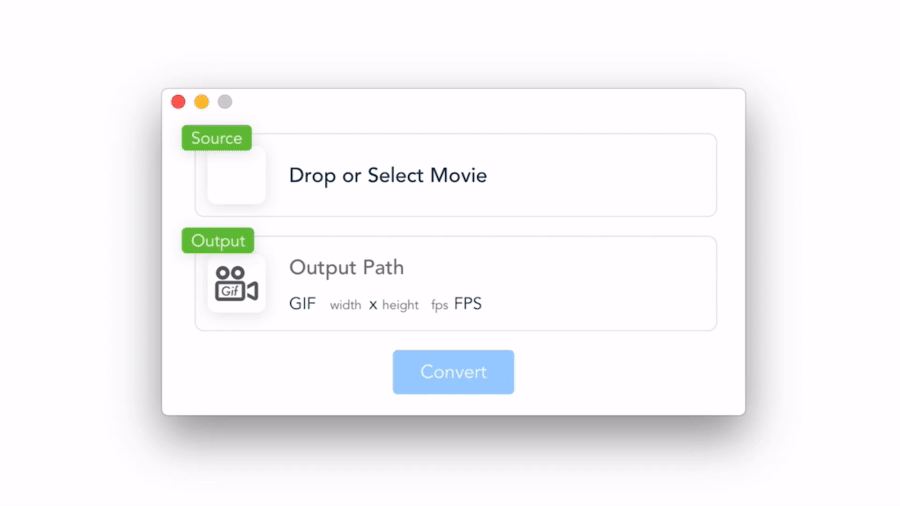 Source
Drop or Select Movie
Output
Gif
Output Path
GIF width x height fps FPS
Convert